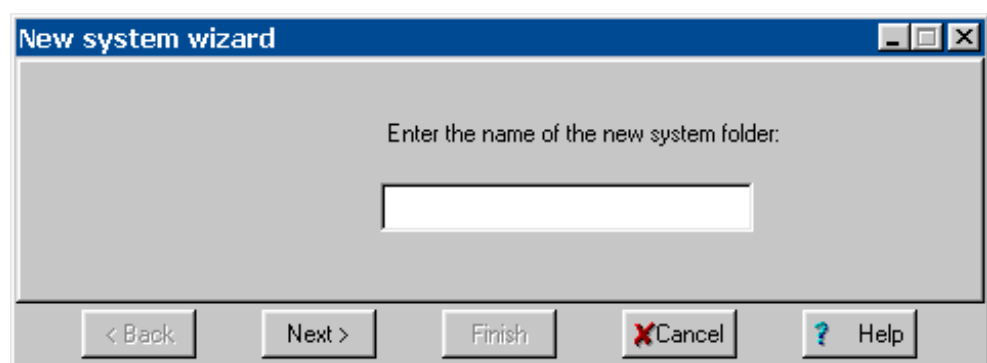 New system wizard
Enter the name of the new system folder:
< Back Next > Finish Cancel ? Help